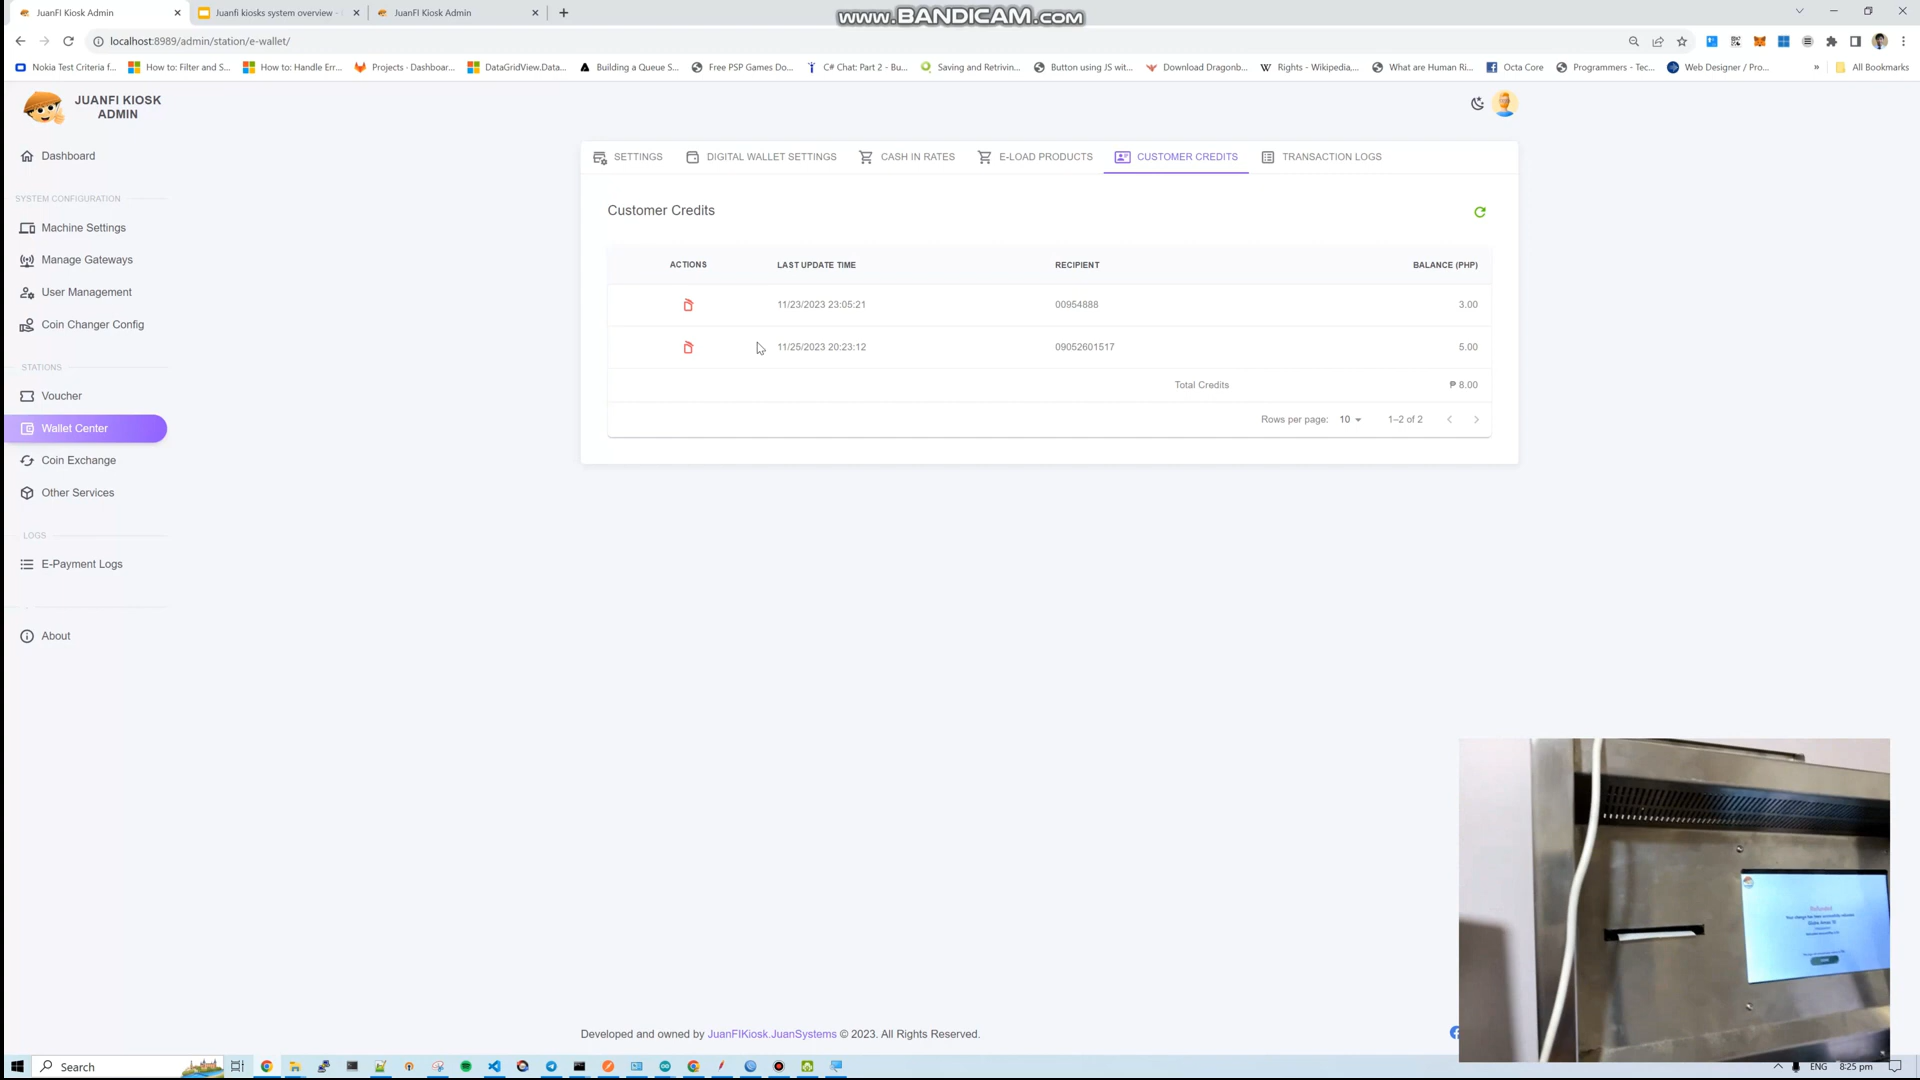 www.BANDICAM.com
JuanFI Kiosk Admin
Juanfi kiosks system overview -
JuanFI Kiosk Admin
localhost:8989/admin/station/e-wallet/
Nokia Test Criteria f...
How to: Filter and S...
How to: Handle Err...
Projects · Dashboar...
DataGridView.Data...
Building a Queue S...
Free PSP Games Do...
C# Chat: Part 2 - Bu...
Saving and Retrivin...
Button using JS wit...
Download Dragonb...
Rights - Wikipedia,...
What are Human Ri...
Octa Core
Programmers - Tec...
Web Designer / Pro...
»
All Bookmarks
JUANFI KIOSK
ADMIN
Dashboard
SYSTEM CONFIGURATION
Machine Settings
Manage Gateways
User Management
Coin Changer Config
STATIONS
Voucher
Wallet Center
Coin Exchange
Other Services
LOGS
E-Payment Logs
About
SETTINGS
DIGITAL WALLET SETTINGS
CASH IN RATES
E-LOAD PRODUCTS
CUSTOMER CREDITS
TRANSACTION LOGS
Customer Credits
ACTIONS LAST UPDATE TIME RECIPIENT BALANCE (PHP)
11/23/2023 23:05:21 00954888 3.00
11/25/2023 20:23:12 09052601517 5.00
Total Credits ₱ 8.00
Rows per page: 10 1–2 of 2
Developed and owned by JuanFIKiosk.JuanSystems © 2023. All Rights Reserved.
Search
ENG
8:25 pm